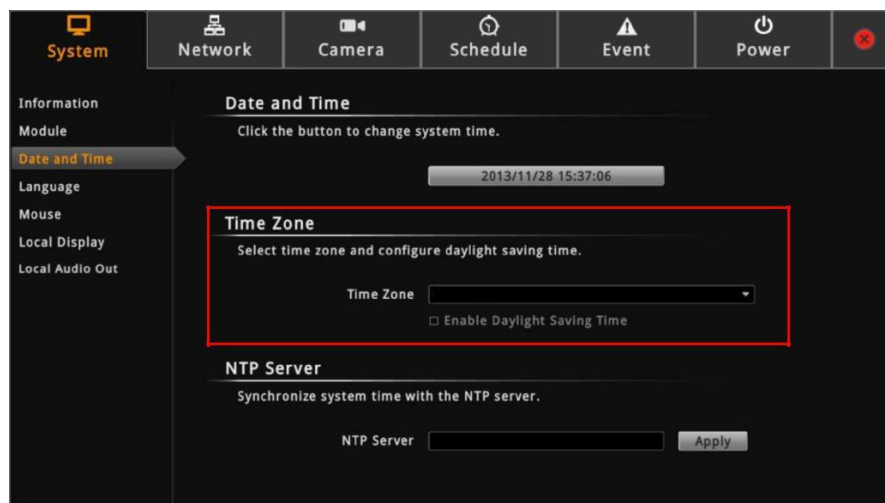 System
Network
Camera
Schedule
Event
Power
Information
Module
Date and Time
Language
Mouse
Local Display
Local Audio Out
Date and Time
Click the button to change system time.
2013/11/28 15:37:06
Time Zone
Select time zone and configure daylight saving time.
Time Zone
Enable Daylight Saving Time
NTP Server
Synchronize system time with the NTP server.
NTP Server
Apply